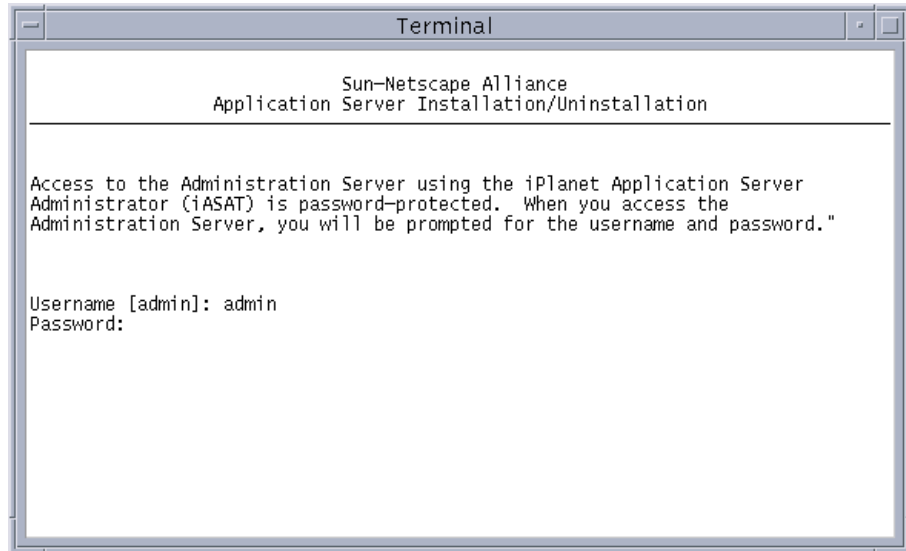 Terminal
Sun-Netscape Alliance
Application Server Installation/Uninstallation
Access to the Administration Server using the iPlanet Application Server
Administrator (iASAT) is password-protected.  When you access the
Administration Server, you will be prompted for the username and password."
Username [admin]: admin
Password: